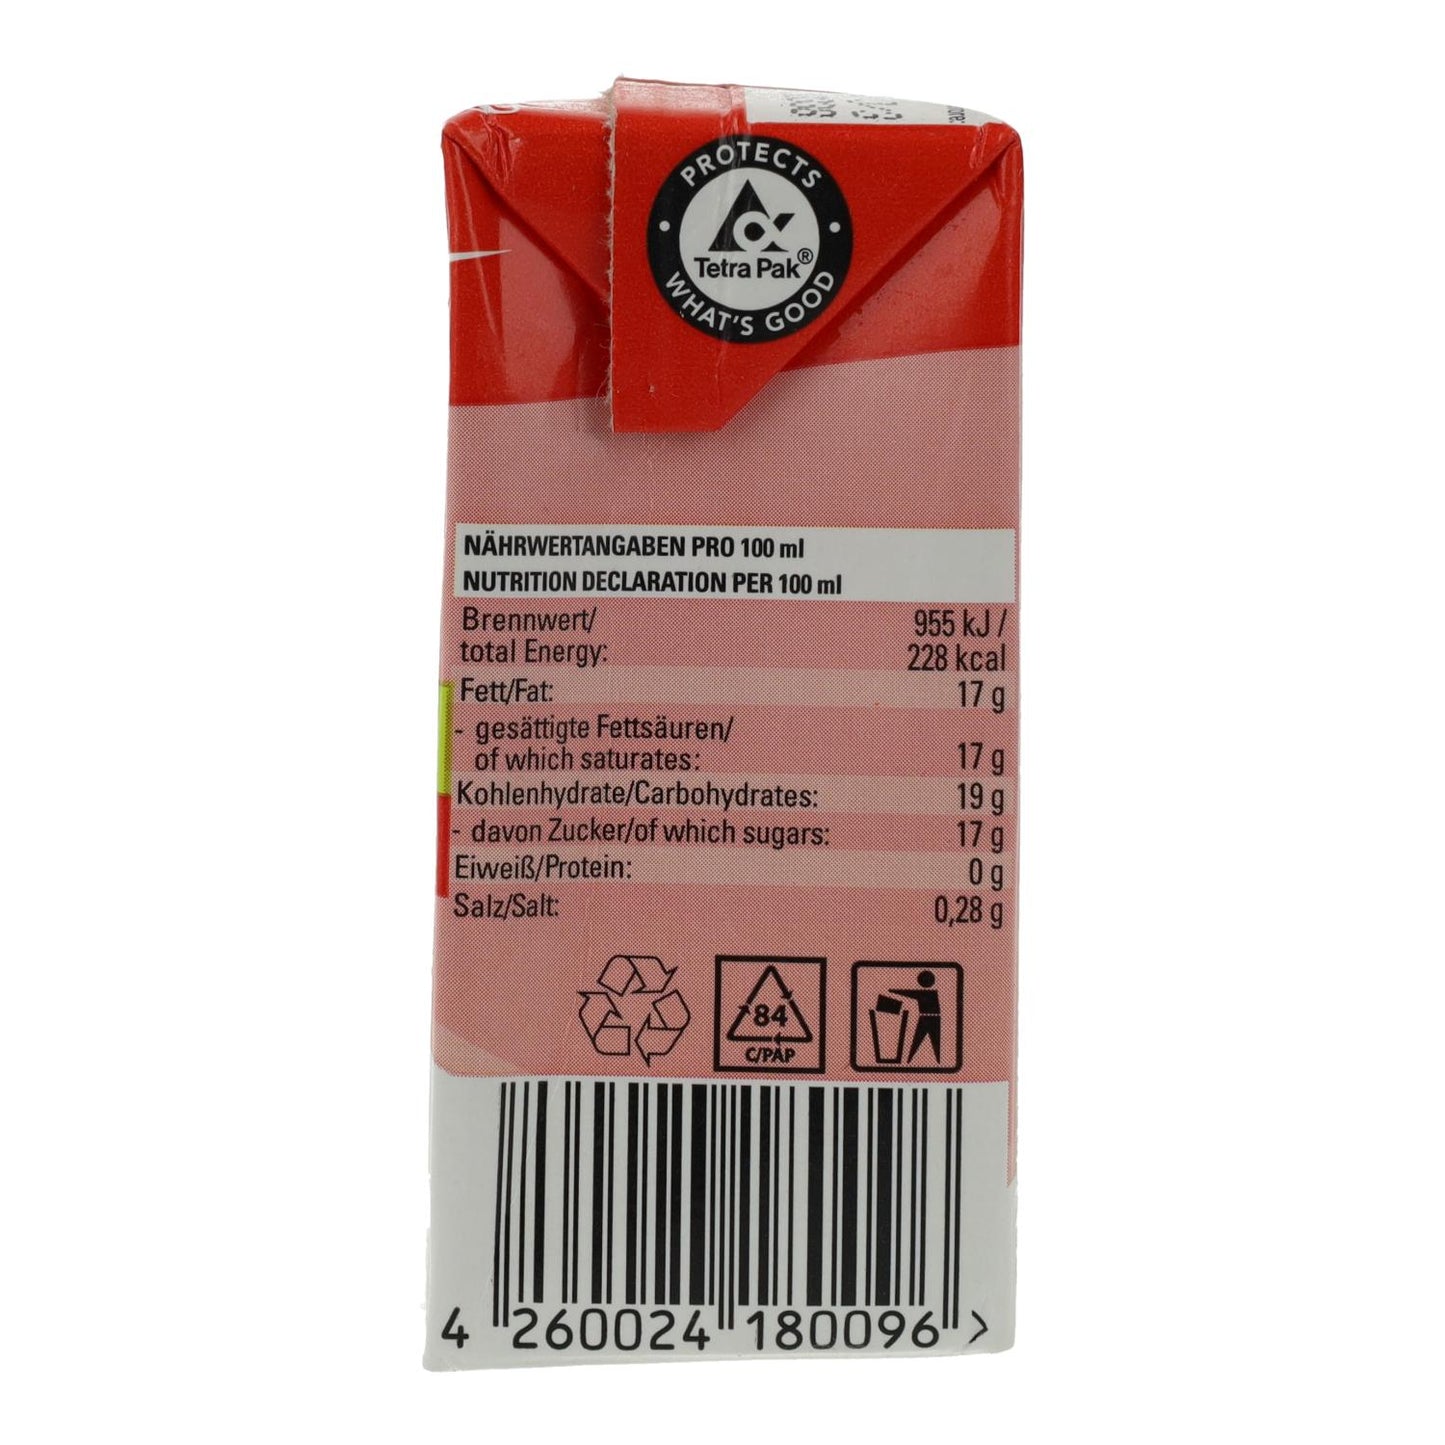 PROTECTS
Tetra Pak®
WHAT'S GOOD
NÄHRWERTANGABEN PRO 100 ml
NUTRITION DECLARATION PER 100 ml
Brennwert/ 955 kJ /
total Energy: 228 kcal
Fett/Fat: 17 g
- gesättigte Fettsäuren/
of which saturates: 17 g
Kohlenhydrate/Carbohydrates: 19 g
- davon Zucker/of which sugars: 17 g
Eiweiß/Protein: 0 g
Salz/Salt: 0,28 g
84
C/PAP
4 260024 180096 >